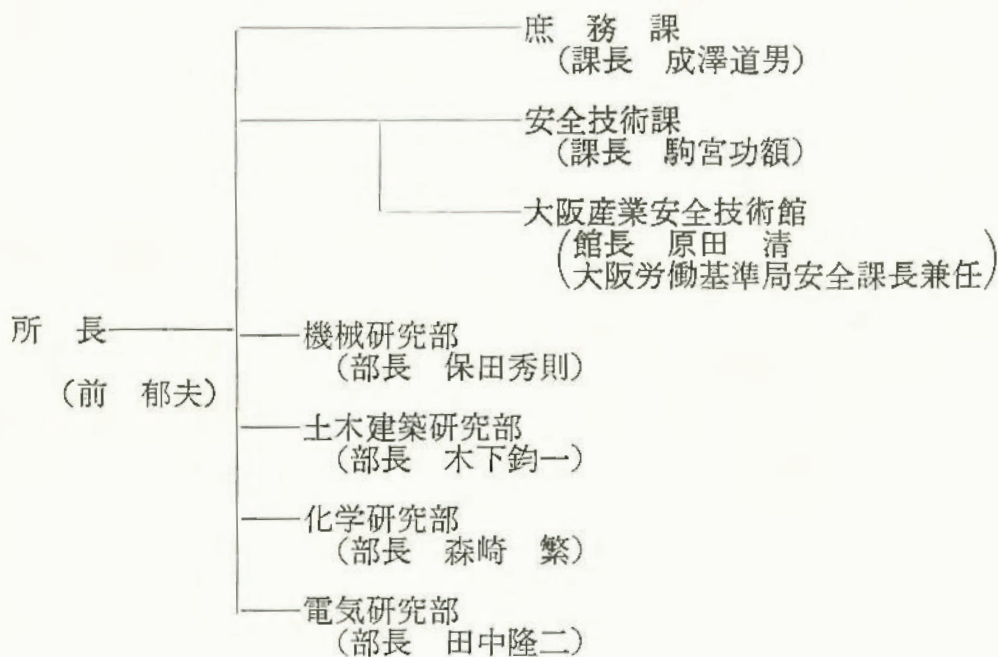 庶務課
(課長 成澤道男)
安全技術課
(課長 駒宮功額)
大阪産業安全技術館
(館長 原田 清
大阪労働基準局安全課長兼任)
所長
(前 郁夫)
機械研究部
(部長 保田秀則)
土木建築研究部
(部長 木下鈞一)
化学研究部
(部長 森崎 繁)
電気研究部
(部長 田中隆二)